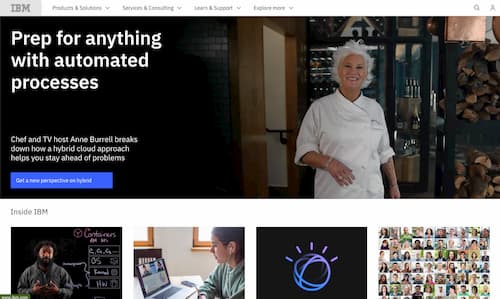 IBM Products & Solutions Services & Consulting Learn & Support Explore more
Prep for anything
with automated
processes
Chef and TV host Anne Burrell breaks
down how a hybrid cloud approach
helps you stay ahead of problems
Get a new perspective on hybrid
Inside IBM
Containers
OS
HW